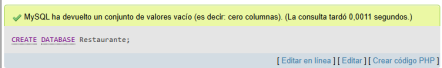 MySQL ha devuelto un conjunto de valores vacío (es decir: cero columnas). (La consulta tardó 0,0011 segundos.)
CREATE DATABASE Restaurante;
[ Editar en línea ] [ Editar ] [ Crear código PHP ]